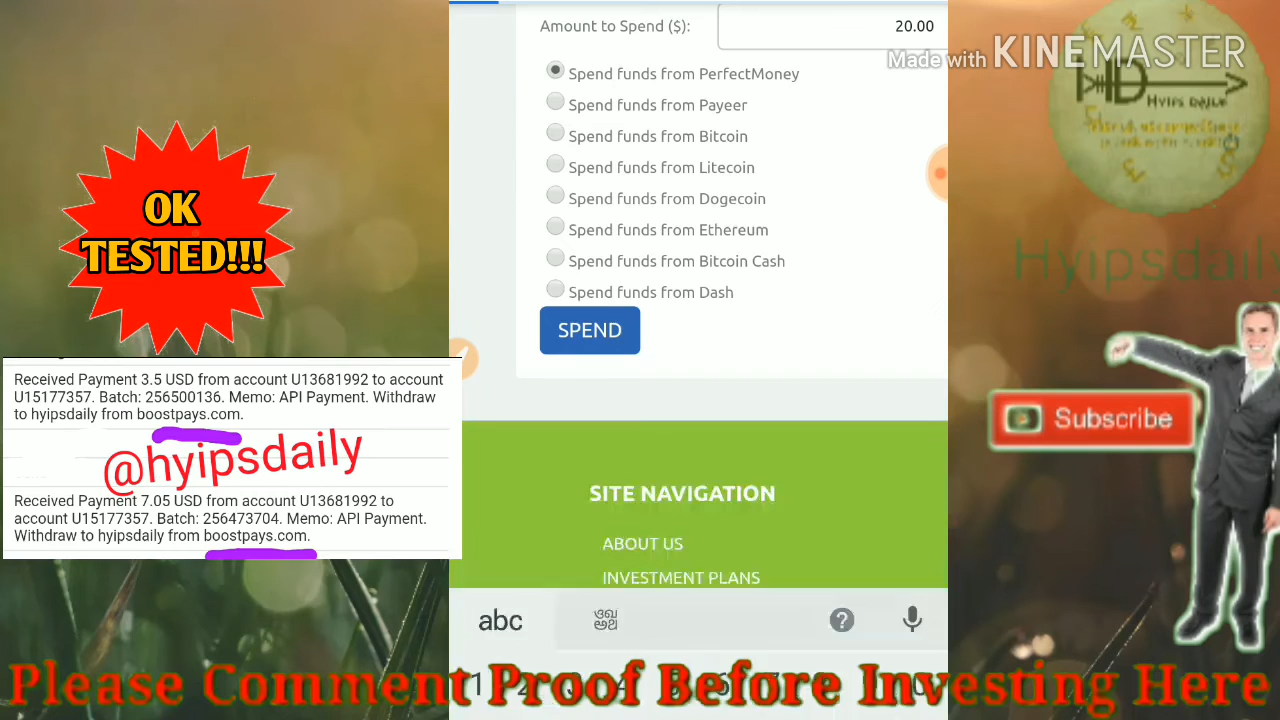 Amount to Spend ($):
20.00
Made with KINEMASTER
Spend funds from PerfectMoney
Spend funds from Payeer
Spend funds from Bitcoin
Spend funds from Litecoin
Spend funds from Dogecoin
Spend funds from Ethereum
Spend funds from Bitcoin Cash
Spend funds from Dash
SPEND
SITE NAVIGATION
ABOUT US
INVESTMENT PLANS
abc
OK
TESTED!!!
Received Payment 3.5 USD from account U13681992 to account
U15177357. Batch: 256500136. Memo: API Payment. Withdraw
to hyipsdaily from boostpays.com.
@hyipsdaily
Received Payment 7.05 USD from account U13681992 to
account U15177357. Batch: 256473704. Memo: API Payment.
Withdraw to hyipsdaily from boostpays.com.
HD
HYIPS DAILY
Hyipsdaily
Subscribe
Please Comment Proof Before Investing Here